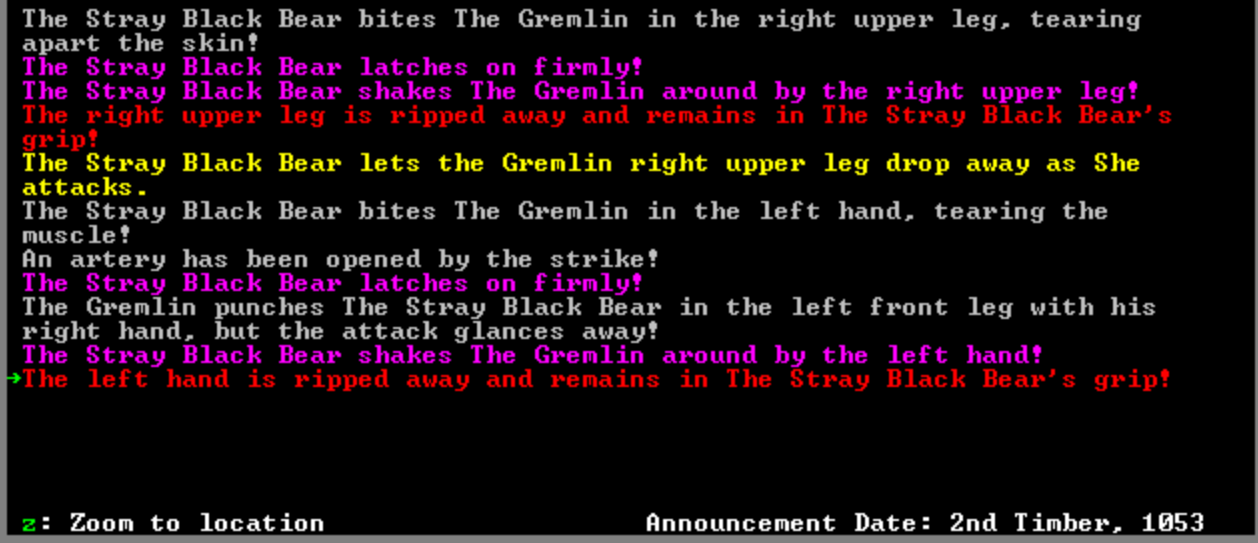 The Stray Black Bear bites The Gremlin in the right upper leg, tearing
apart the skin!
The Stray Black Bear latches on firmly!
The Stray Black Bear shakes The Gremlin around by the right upper leg!
The right upper leg is ripped away and remains in The Stray Black Bear's
grip!
The Stray Black Bear lets the Gremlin right upper leg drop away as She
attacks.
The Stray Black Bear bites The Gremlin in the left hand, tearing the
muscle!
An artery has been opened by the strike!
The Stray Black Bear latches on firmly!
The Gremlin punches The Stray Black Bear in the left front leg with his
right hand, but the attack glances away!
The Stray Black Bear shakes The Gremlin around by the left hand!
→The left hand is ripped away and remains in The Stray Black Bear's grip!
z: Zoom to location Announcement Date: 2nd Timber, 1053